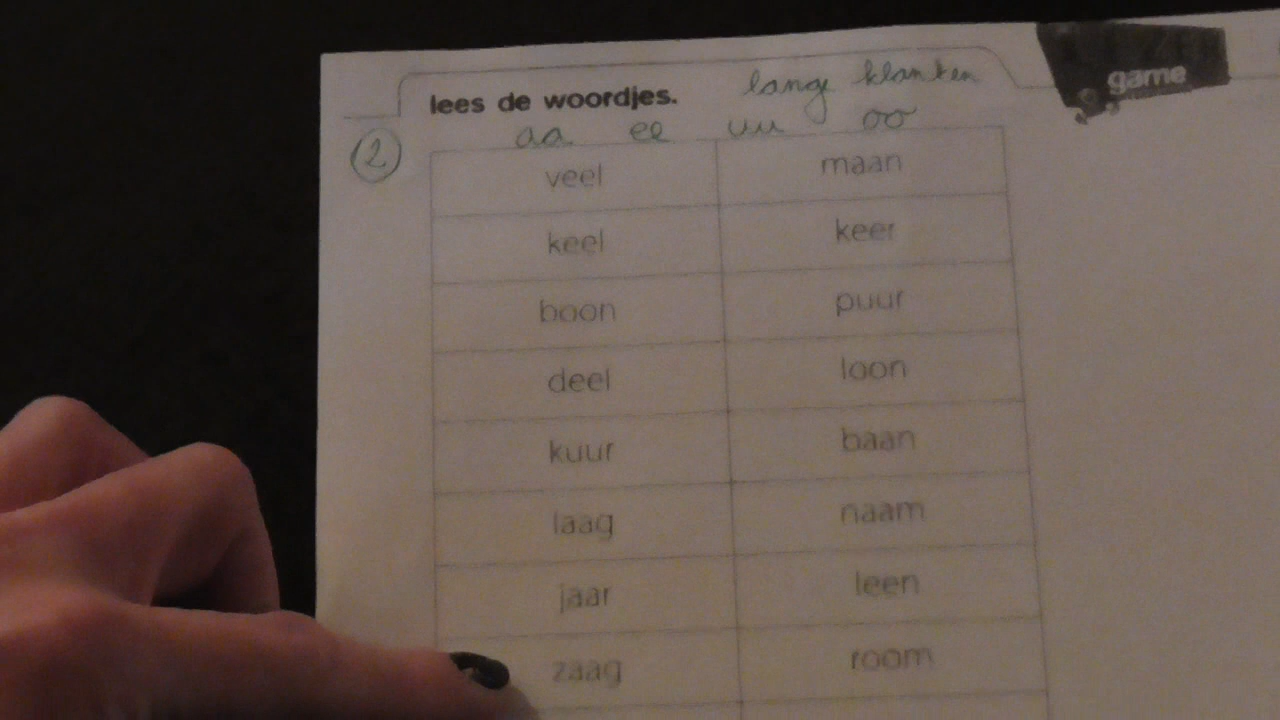 lees de woordjes. lange klanken
game
2 aa ee uu oo
veel maan
keel keer
boon puur
deel loon
kuur baan
laag naam
jaar leen
zaag room